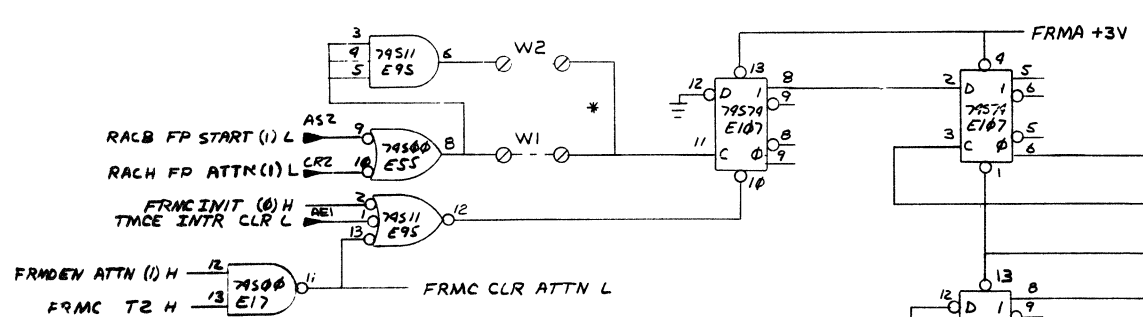 3
4
5
74S11
E95
6
W2
FRMA +3V
13
12
D 1
8
9
74S74
E107
8
11
C 0
9
10
4
2
D 1
5
6
74S74
E107
3
C 0
5
6
1
*
RACB FP START (1) L
AS2
9
RACH FP ATTN (1) L
CR2
10
74S00
E55
8
W1
FRMC INIT (0) H
2
TMCE INTR CLR L
AE1
1
13
74S11
E95
12
FRMDEN ATTN (1) H
12
FRMC T2 H
13
74S00
E17
11
FRMC CLR ATTN L
13
12
D 1
8
9